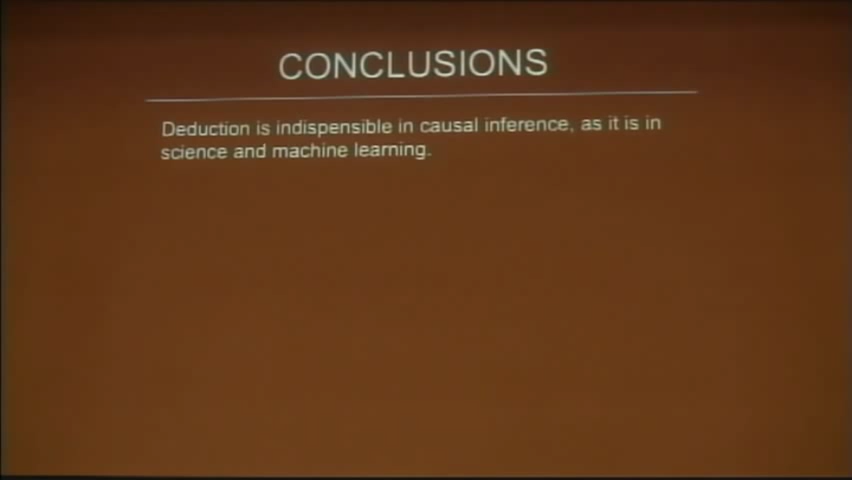 CONCLUSIONS
Deduction is indispensible in causal inference, as it is in
science and machine learning.